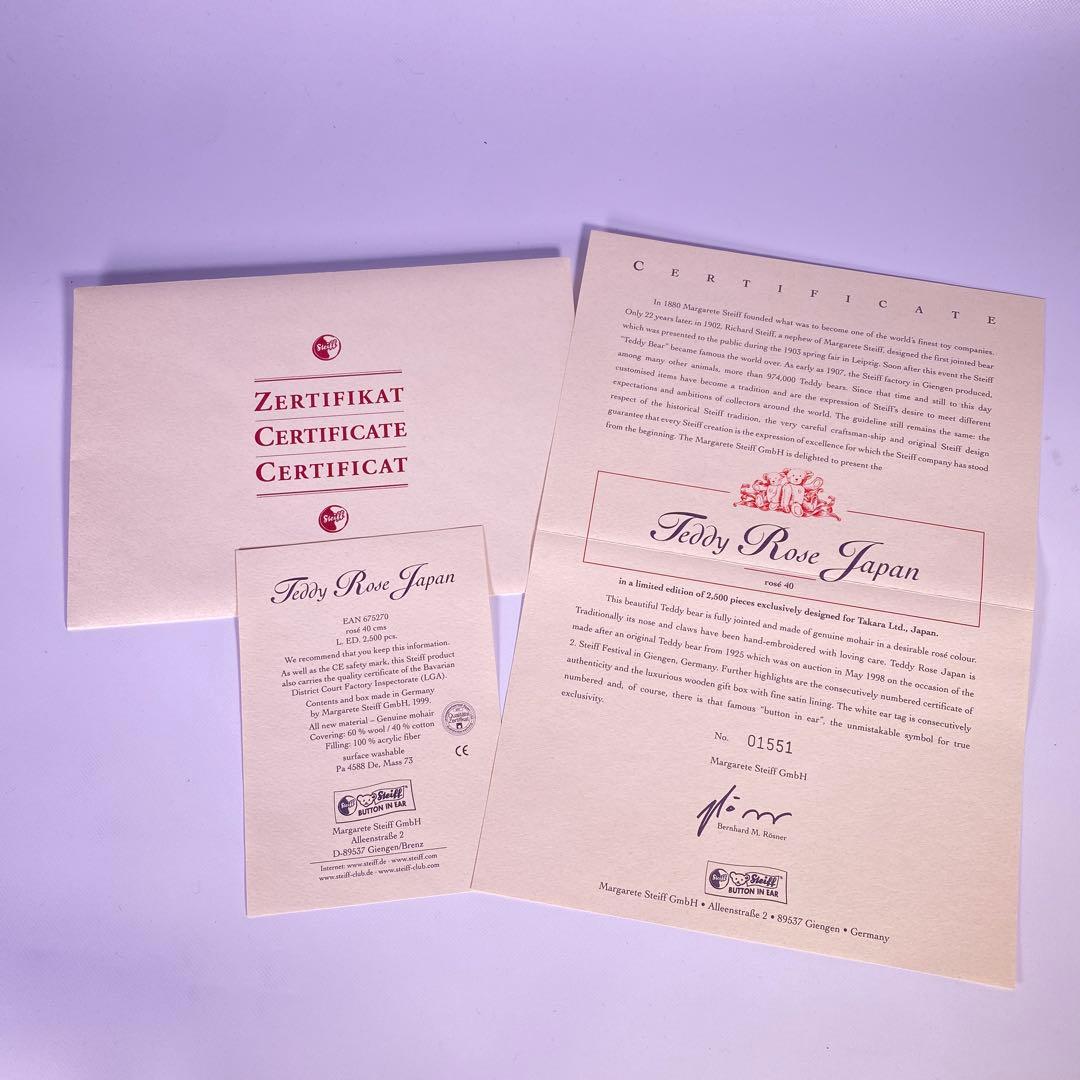 Steiff
ZERTIFIKAT
CERTIFICATE
CERTIFICAT
Steiff
Teddy Rose Japan
EAN 675270
rosé 40 cms
L. ED. 2.500 pcs.
We recommend that you keep this information.
As well as the CE safety mark, this Steiff product
also carries the quality certificate of the Bavarian
District Court Factory Inspectorate (LGA).
Contents and box made in Germany
by Margarete Steiff GmbH, 1999.
All new material – Genuine mohair
Covering: 60 % wool / 40 % cotton
Filling: 100 % acrylic fiber
surface washable
Pa 4588 De, Mass 73
CE
Steiff Steiff
BUTTON IN EAR
Margarete Steiff GmbH
Alleenstraße 2
D-89537 Giengen/Brenz
Internet: www.steiff.de · www.steiff.com
www.steiff-club.de · www.steiff-club.com
CERTIFICATE
In 1880 Margarete Steiff founded what was to become one of the world's finest toy companies.
Only 22 years later, in 1902, Richard Steiff, a nephew of Margarete Steiff, designed the first jointed bear
which was presented to the public during the 1903 spring fair in Leipzig. Soon after this event the Steiff
"Teddy Bear" became famous the world over. As early as 1907, the Steiff factory in Giengen produced,
among many other animals, more than 974,000 Teddy bears. Since that time and still to this day
customised items have become a tradition and are the expression of Steiff's desire to meet different
expectations and ambitions of collectors around the world. The guideline still remains the same: the
respect of the historical Steiff tradition, the very careful craftsman-ship and original Steiff design
guarantee that every Steiff creation is the expression of excellence for which the Steiff company has stood
from the beginning. The Margarete Steiff GmbH is delighted to present the
Teddy Rose Japan
rosé 40
in a limited edition of 2,500 pieces exclusively designed for Takara Ltd., Japan.
This beautiful Teddy bear is fully jointed and made of genuine mohair in a desirable rosé colour.
Traditionally its nose and claws have been hand-embroidered with loving care. Teddy Rose Japan is
made after an original Teddy bear from 1925 which was on auction in May 1998 on the occasion of the
2. Steiff Festival in Giengen, Germany. Further highlights are the consecutively numbered certificate of
authenticity and the luxurious wooden gift box with fine satin lining. The white ear tag is consecutively
numbered and, of course, there is that famous "button in ear", the unmistakable symbol for true
exclusivity.
No. 01551
Margarete Steiff GmbH
Bernhard M. Rösner
Steiff Steiff
BUTTON IN EAR
Margarete Steiff GmbH • Alleenstraße 2 • 89537 Giengen • Germany